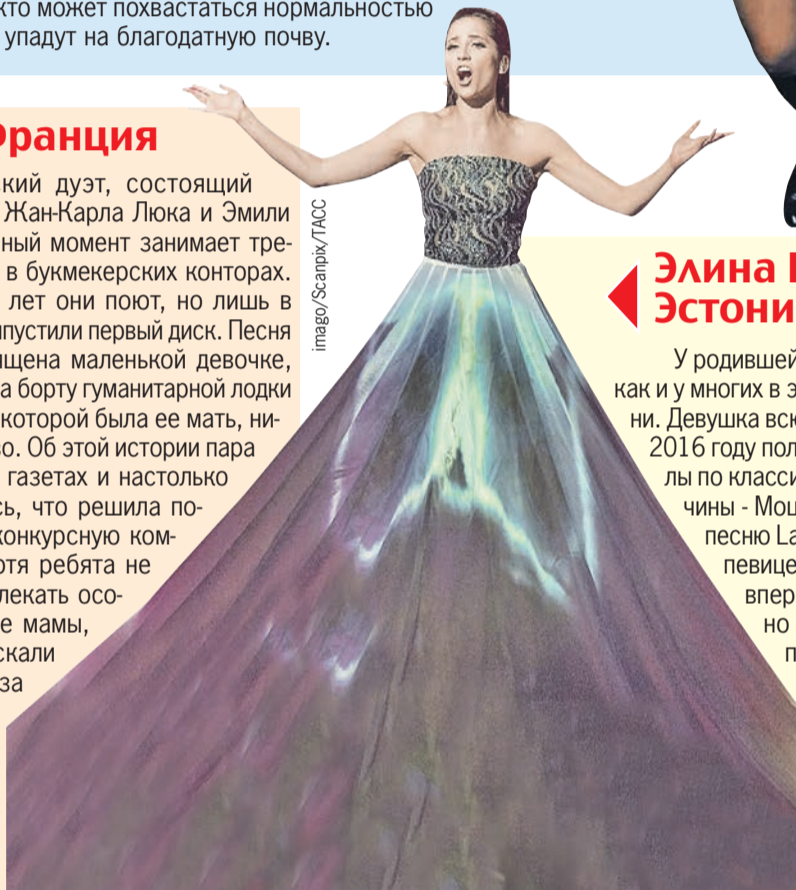 кто может похвастаться нормальностью
упадут на благодатную почву.
Франция
ский дуэт, состоящий
Жан-Карла Люка и Эмили
ный момент занимает тре-
в букмекерских конторах.
лет они поют, но лишь в
пустили первый диск. Песня
ящена маленькой девочке,
а борту гуманитарной лодки
которой была ее мать, ни-
во. Об этой истории пара
газетах и настолько
сь, что решила по-
конкурсную ком-
отя ребята не
лекать осо-
е мамы,
скали
за
imago/Scanpix/ТАСС
Элина
Эстони
У родившей
как и у многих в э
ни. Девушка вск
2016 году пол
лы по класси
чины - Моц
песню La
певице
впер
но
п